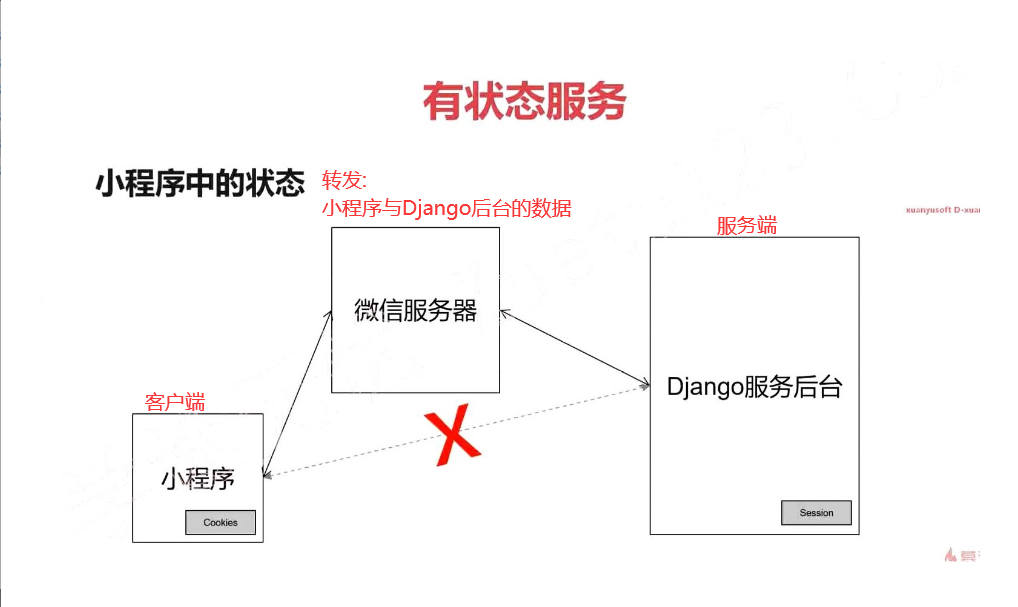 有状态服务
小程序中的状态
转发:
小程序与Django后台的数据
xuanyusoft D-xuar
服务端
微信服务器
Django服务后台
客户端
小程序
Cookies
X
Session